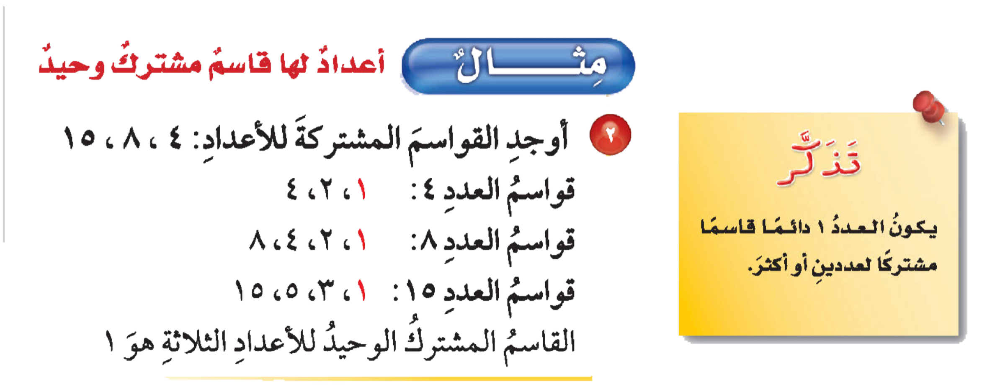 مِثـــالٌ أعدادٌ لها قاسمٌ مشتركٌ وحيدٌ
٢ أوجدِ القواسمَ المشتركةَ للأعدادِ: ٤ ، ٨ ، ١٥
قواسمُ العددِ ٤: ١ ، ٢ ، ٤
قواسمُ العددِ ٨: ١ ، ٢ ، ٤ ، ٨
قواسمُ العددِ ١٥: ١ ، ٣ ، ٥ ، ١٥
القاسمُ المشتركُ الوحيدُ للأعدادِ الثلاثةِ هوَ ١
تَذَكَّر
يكونُ العددُ ١ دائمًا قاسمًا
مشتركًا لعددينِ أو أكثرَ.